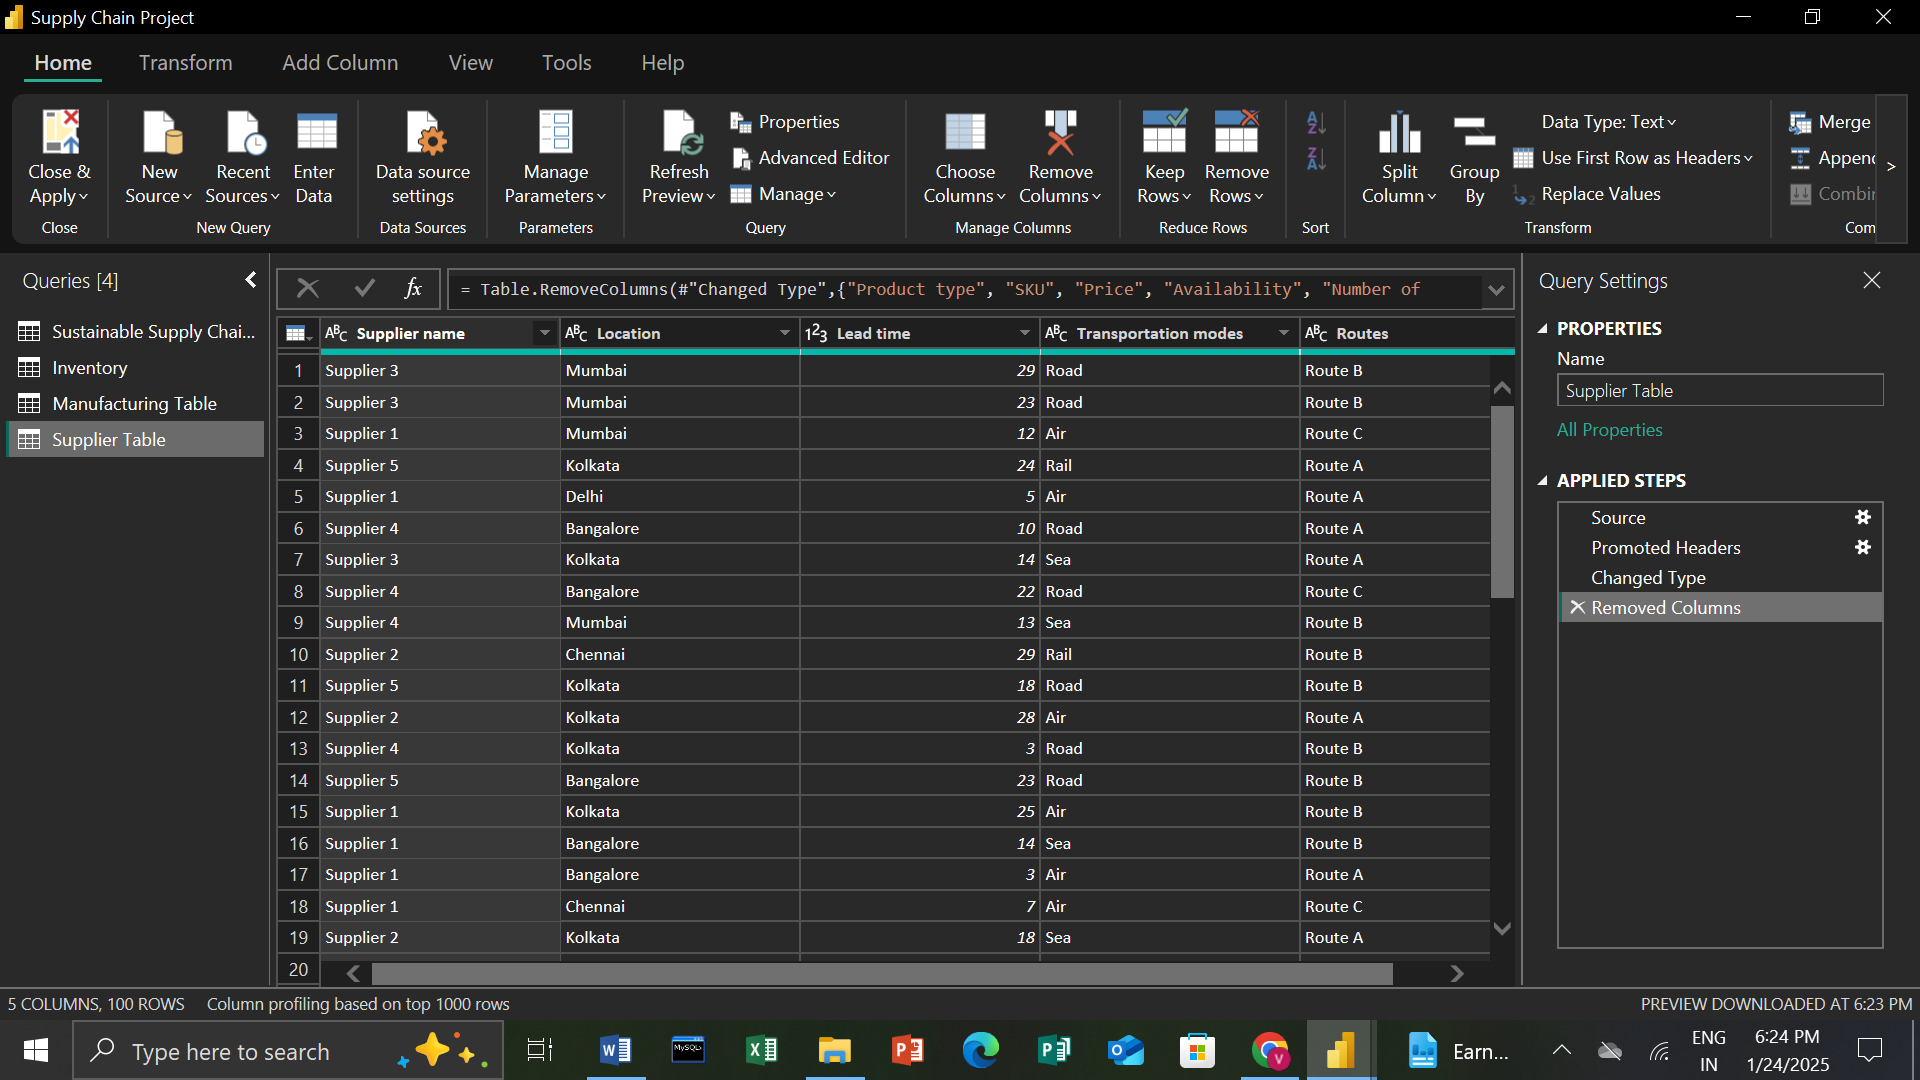 Supply Chain Project
Home Transform Add Column View Tools Help
Close & Apply
New Source
Recent Sources
Enter Data
Data source settings
Manage Parameters
Refresh Preview
Properties
Advanced Editor
Manage
Choose Columns
Remove Columns
Keep Rows
Remove Rows
Split Column
Group By
Data Type: Text
Use First Row as Headers
Replace Values
Merge
Appenc
Combin
Close New Query Data Sources Parameters Query Manage Columns Reduce Rows Sort Transform Com
Queries [4]
Sustainable Supply Chai...
Inventory
Manufacturing Table
Supplier Table
fx = Table.RemoveColumns(#"Changed Type",{"Product type", "SKU", "Price", "Availability", "Number of
ABC Supplier name ABC Location 123 Lead time ABC Transportation modes ABC Routes
1 Supplier 3 Mumbai 29 Road Route B
2 Supplier 3 Mumbai 23 Road Route B
3 Supplier 1 Mumbai 12 Air Route C
4 Supplier 5 Kolkata 24 Rail Route A
5 Supplier 1 Delhi 5 Air Route A
6 Supplier 4 Bangalore 10 Road Route A
7 Supplier 3 Kolkata 14 Sea Route A
8 Supplier 4 Bangalore 22 Road Route C
9 Supplier 4 Mumbai 13 Sea Route B
10 Supplier 2 Chennai 29 Rail Route B
11 Supplier 5 Kolkata 18 Road Route B
12 Supplier 2 Kolkata 28 Air Route A
13 Supplier 4 Kolkata 3 Road Route B
14 Supplier 5 Bangalore 23 Road Route B
15 Supplier 1 Kolkata 25 Air Route B
16 Supplier 1 Bangalore 14 Sea Route B
17 Supplier 1 Bangalore 3 Air Route A
18 Supplier 1 Chennai 7 Air Route C
19 Supplier 2 Kolkata 18 Sea Route A
20
Query Settings
PROPERTIES
Name
Supplier Table
All Properties
APPLIED STEPS
Source
Promoted Headers
Changed Type
Removed Columns
5 COLUMNS, 100 ROWS Column profiling based on top 1000 rows PREVIEW DOWNLOADED AT 6:23 PM
Type here to search
MySQL
Earn...
ENG
IN
6:24 PM
1/24/2025